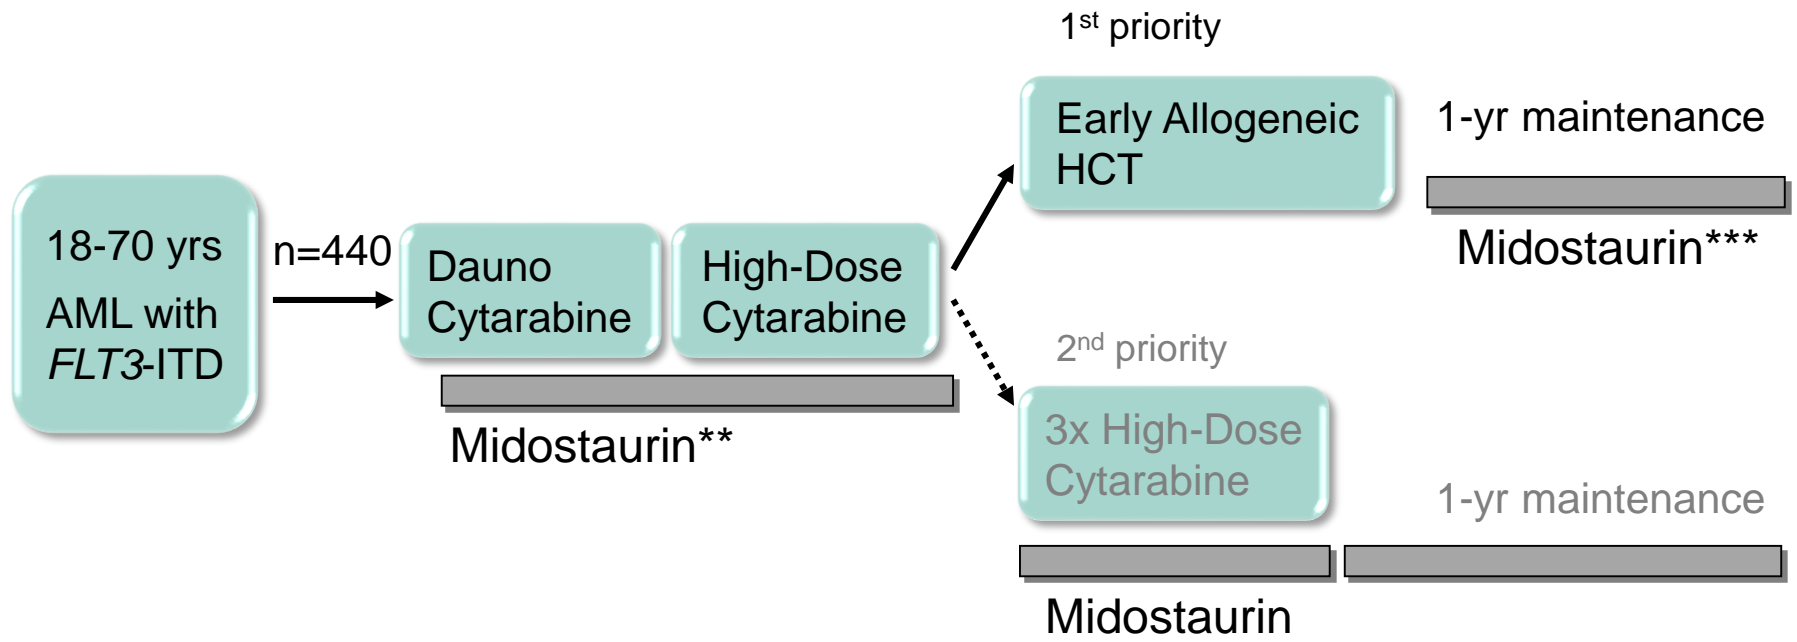 18-70 yrs
AML with
FLT3-ITD
n=440
Dauno
Cytarabine
High-Dose
Cytarabine
Midostaurin**
1st priority
Early Allogeneic
HCT
1-yr maintenance
Midostaurin***
2nd priority
3x High-Dose
Cytarabine
1-yr maintenance
Midostaurin